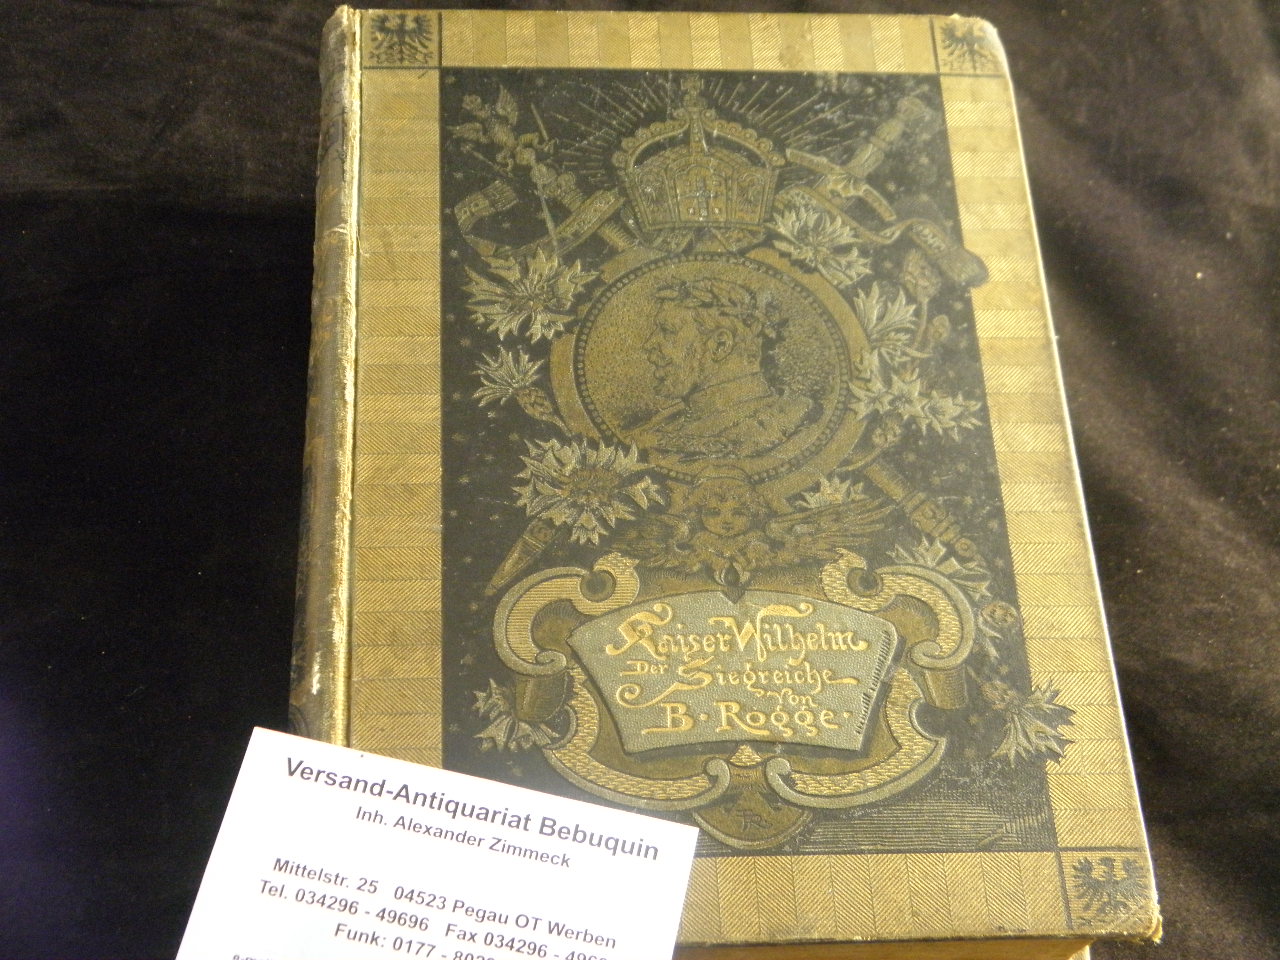 Kaiser Wilhelm
Der Siegreiche
von
B. Rogge.
Versand-Antiquariat Bebuquin
Inh. Alexander Zimmeck
Mittelstr. 25 04523 Pegau OT Werben
Tel. 034296 - 49696 Fax 034296 -
Funk: 0177 -